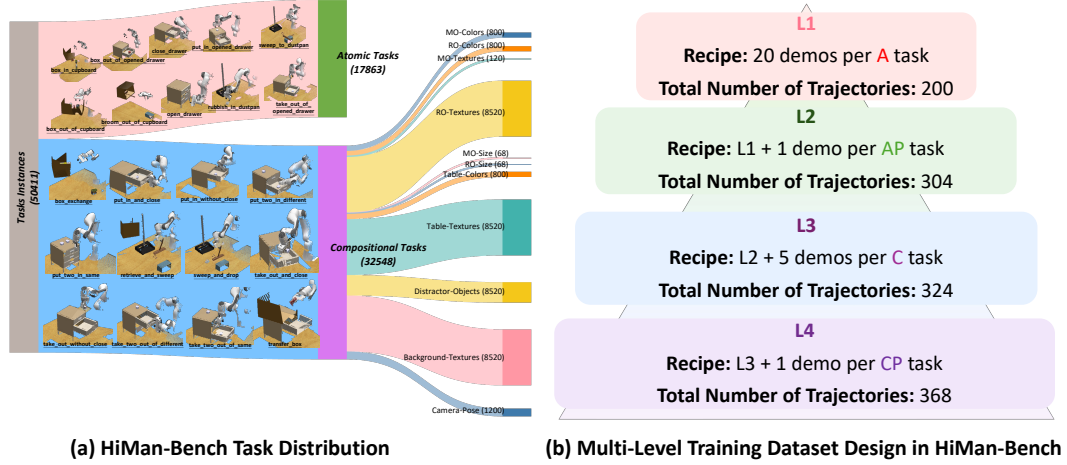 Tasks Instances
(50411)
box_in_cupboard
box_out_of_opened_drawer
close_drawer
put_in_opened_drawer
sweep_to_dustpan
box_out_of_cupboard
broom_out_of_cupboard
open_drawer
rubbish_in_dustpan
take_out_of_
opened_drawer
Atomic Tasks
(17863)
box_exchange
put_in_and_close
put_in_without_close
put_two_in_different
put_two_in_same
retrieve_and_sweep
sweep_and_drop
take_out_and_close
take_out_without_close
take_two_out_of_different
take_two_out_of_same
transfer_box
Compositional Tasks
(32548)
MO-Colors (800)
RO-Colors (800)
MO-Textures (120)
RO-Textures (8520)
MO-Size (68)
RO-Size (68)
Table-Colors (800)
Table-Textures (8520)
Distractor-Objects (8520)
Background-Textures (8520)
Camera-Pose (1200)
(a) HiMan-Bench Task Distribution
L1
Recipe: 20 demos per A task
Total Number of Trajectories: 200
L2
Recipe: L1 + 1 demo per AP task
Total Number of Trajectories: 304
L3
Recipe: L2 + 5 demos per C task
Total Number of Trajectories: 324
L4
Recipe: L3 + 1 demo per CP task
Total Number of Trajectories: 368
(b) Multi-Level Training Dataset Design in HiMan-Bench